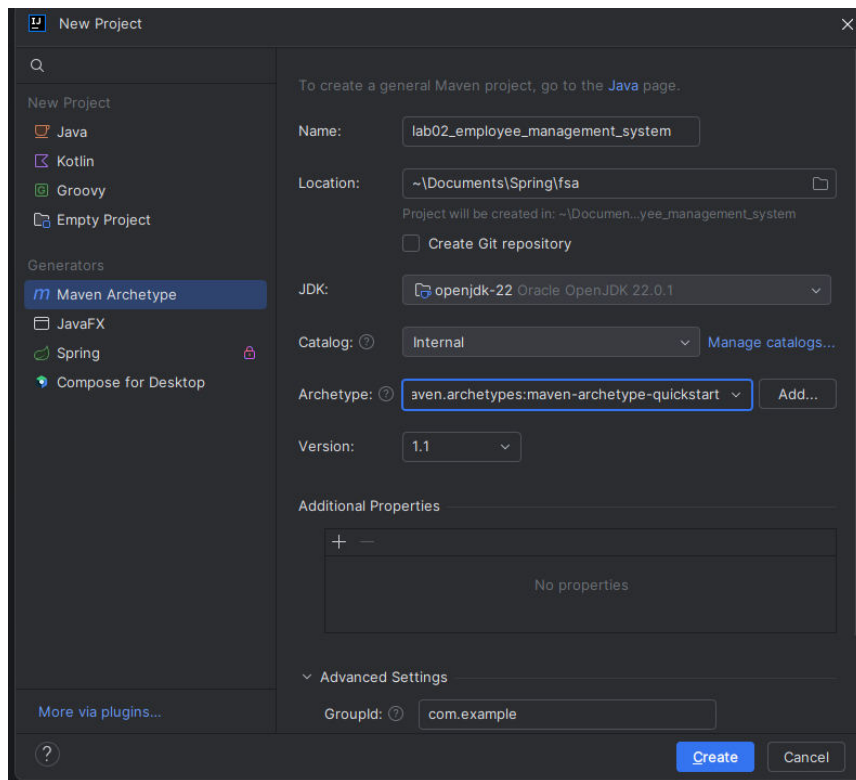 New Project
To create a general Maven project, go to the Java page.
New Project
Java
Kotlin
Groovy
Empty Project
Generators
Maven Archetype
JavaFX
Spring
Compose for Desktop
More via plugins...
Name:
lab02_employee_management_system
Location:
~\Documents\Spring\fsa
Project will be created in: ~\Documen...yee_management_system
Create Git repository
JDK:
openjdk-22 Oracle OpenJDK 22.0.1
Catalog: ?
Internal
Manage catalogs...
Archetype: ?
aven.archetypes:maven-archetype-quickstart
Add...
Version:
1.1
Additional Properties
No properties
Advanced Settings
GroupId: ?
com.example
?
Create
Cancel